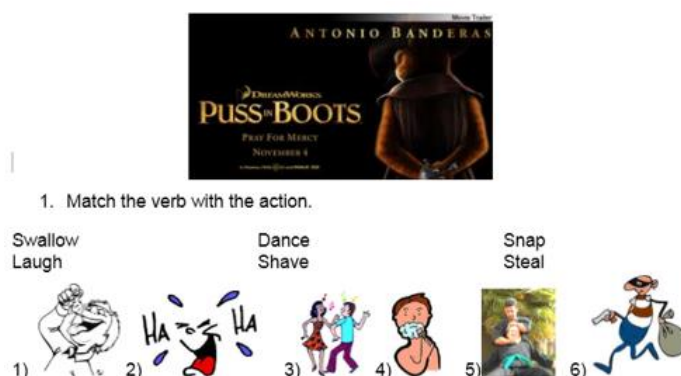 Movie Trailer
ANTONIO BANDERAS
DREAMWORKS
PUSS IN BOOTS
PRAY FOR MERCY
NOVEMBER 4
1. Match the verb with the action.
Swallow Dance Snap
Laugh Shave Steal
HA HA
1) 2) 3) 4) 5) 6)